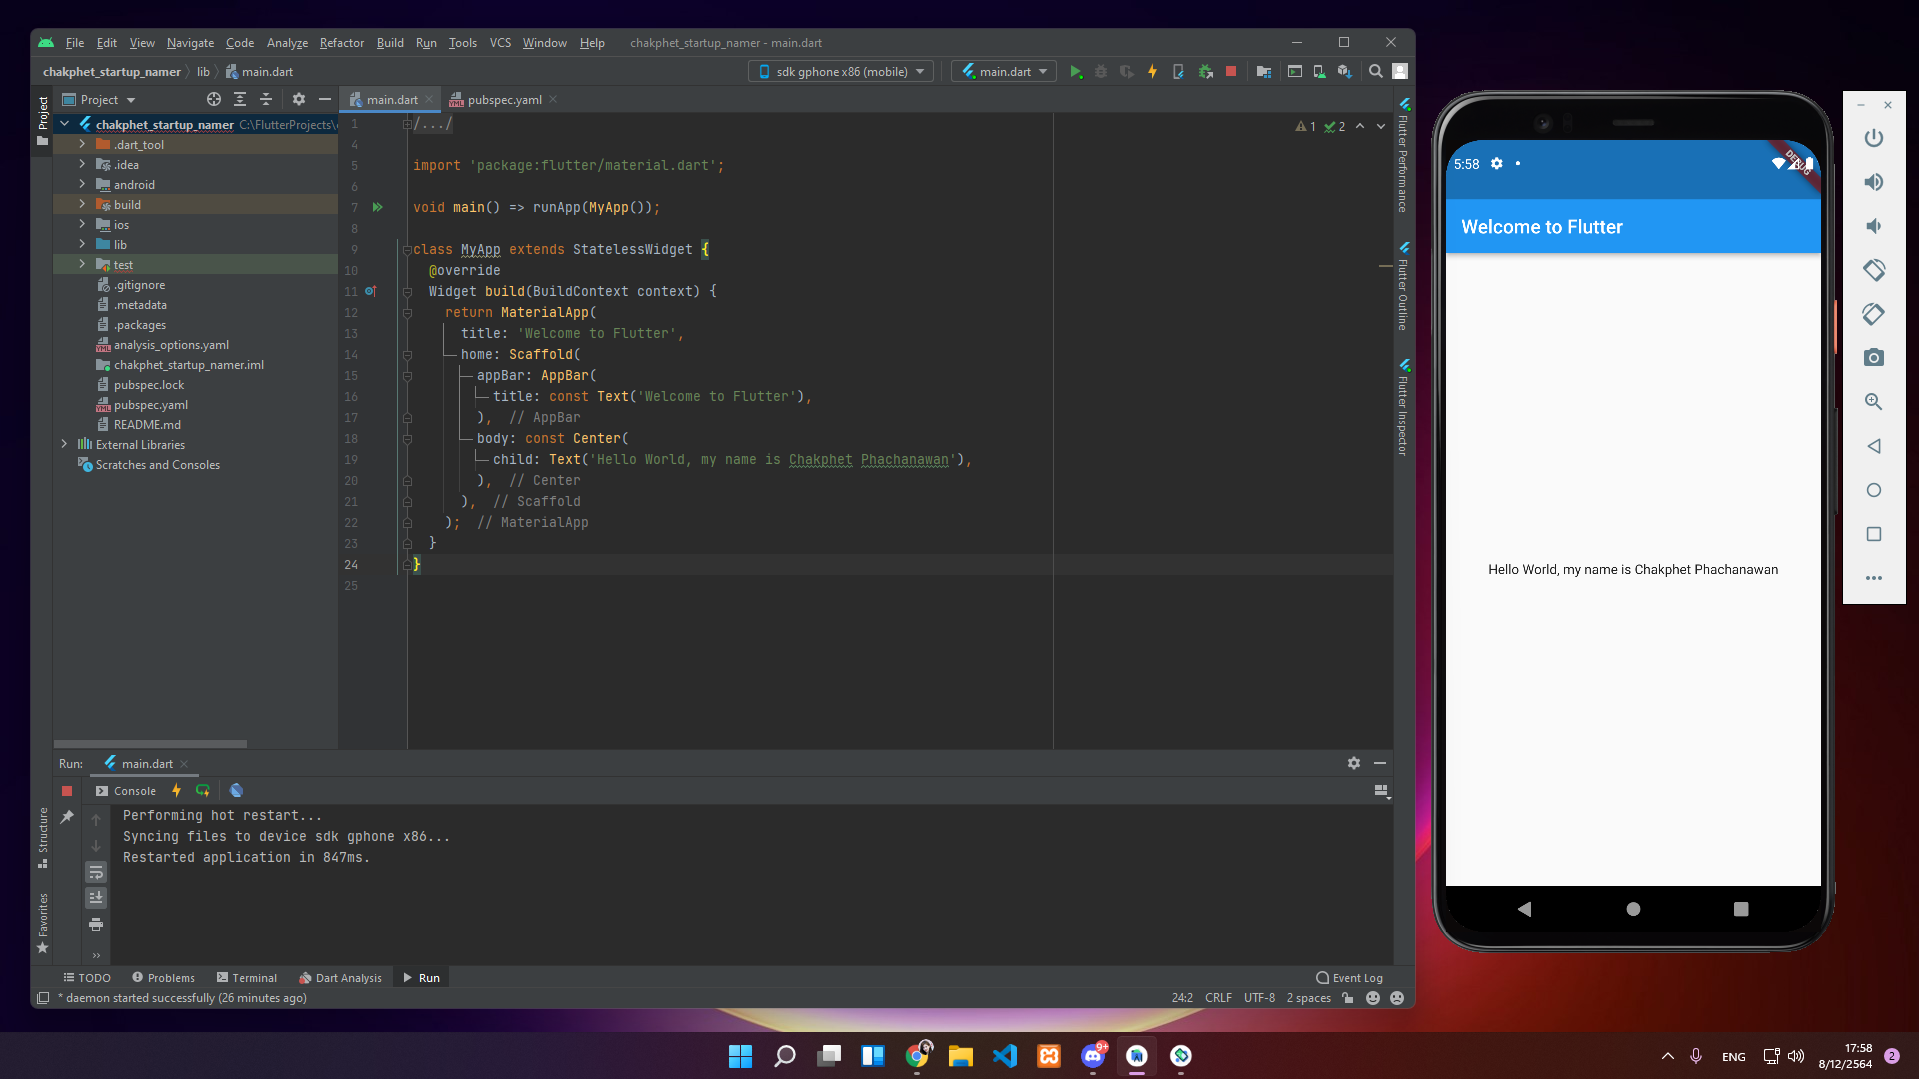 File Edit View Navigate Code Analyze Refactor Build Run Tools VCS Window Help chakphet_startup_namer - main.dart
chakphet_startup_namer lib main.dart sdk gphone x86 (mobile) main.dart
Project main.dart pubspec.yaml
Project
chakphet_startup_namer C:\FlutterProjects\
.dart_tool
.idea
android
build
ios
lib
test
.gitignore
.metadata
.packages
analysis_options.yaml
chakphet_startup_namer.iml
pubspec.lock
pubspec.yaml
README.md
External Libraries
Scratches and Consoles
1 /.../
4
5 import 'package:flutter/material.dart';
6
7 void main() => runApp(MyApp());
8
9 class MyApp extends StatelessWidget {
10 @override
11 Widget build(BuildContext context) {
12 return MaterialApp(
13 title: 'Welcome to Flutter',
14 home: Scaffold(
15 appBar: AppBar(
16 title: const Text('Welcome to Flutter'),
17 ), // AppBar
18 body: const Center(
19 child: Text('Hello World, my name is Chakphet Phachanawan'),
20 ), // Center
21 ), // Scaffold
22 ); // MaterialApp
23 }
24 }
25
1 2
Flutter Performance
Flutter Outline
Flutter Inspector
Run: main.dart
Console
Performing hot restart...
Syncing files to device sdk gphone x86...
Restarted application in 847ms.
Structure
Favorites
TODO Problems Terminal Dart Analysis Run Event Log
* daemon started successfully (26 minutes ago) 24:2 CRLF UTF-8 2 spaces
5:58
DEBUG
Welcome to Flutter
Hello World, my name is Chakphet Phachanawan
9+
ENG
17:58
8/12/2564
2